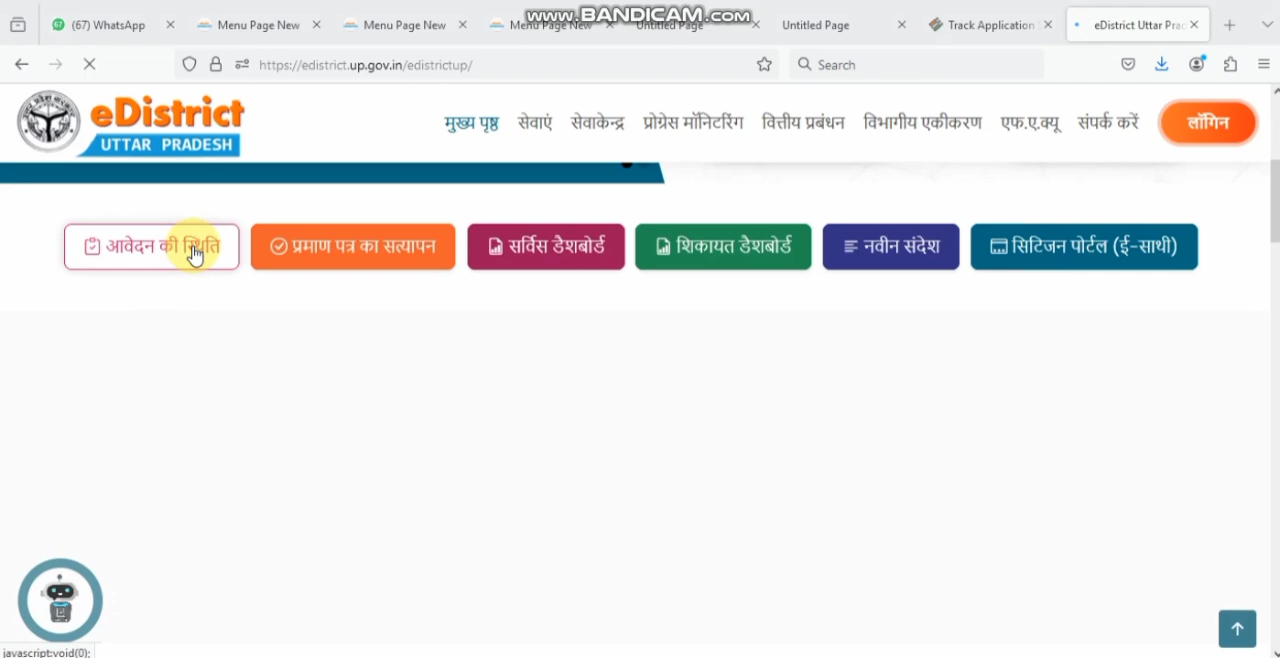 www.BANDICAM.com
(67) WhatsApp
Menu Page New
Menu Page New
Menu Page New
Untitled Page
Untitled Page
Track Application
eDistrict Uttar Prac
https://edistrict.up.gov.in/edistrictup/
Search
eDistrict
UTTAR PRADESH
मुख्य पृष्ठ
सेवाएं
सेवाकेन्द्र
प्रोग्रेस मॉनिटरिंग
वित्तीय प्रबंधन
विभागीय एकीकरण
एफ.ए.क्यू
संपर्क करें
लॉगिन
आवेदन की स्थिति
प्रमाण पत्र का सत्यापन
सर्विस डैशबोर्ड
शिकायत डैशबोर्ड
नवीन संदेश
सिटिजन पोर्टल (ई-साथी)
javascript:void(0);